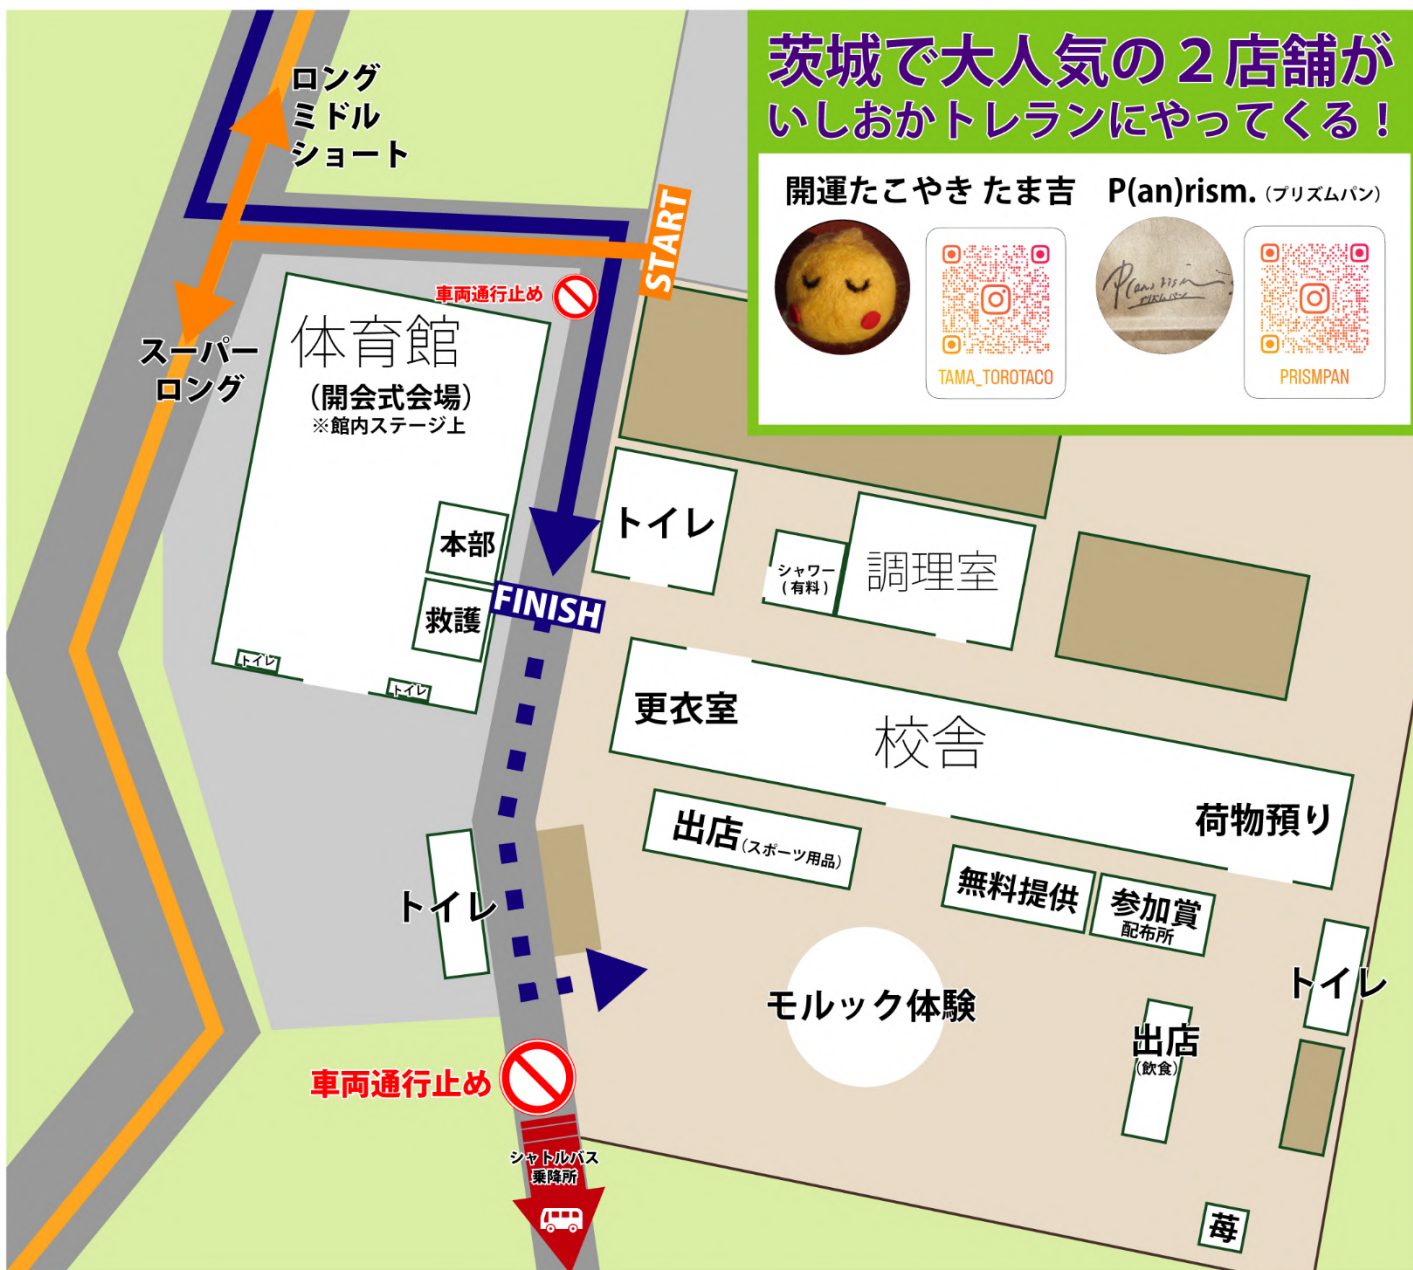 茨城で大人気の2店舗が
いしおかトレランにやってくる！
開運たこやき たま吉
P(an)rism.（プリズムパン）
TAMA_TOROTACO
P(an)rism
PRISMPAN
ロング
ミドル
ショート
START
車両通行止め
スーパー
ロング
体育館
（開会式会場）
※館内ステージ上
本部
救護
FINISH
トイレ
トイレ
トイレ
シャワー
(有料)
調理室
更衣室
校舎
荷物預り
出店（スポーツ用品）
無料提供
参加賞
配布所
トイレ
トイレ
モルック体験
出店
（飲食）
車両通行止め
シャトルバス
乗降所
苺